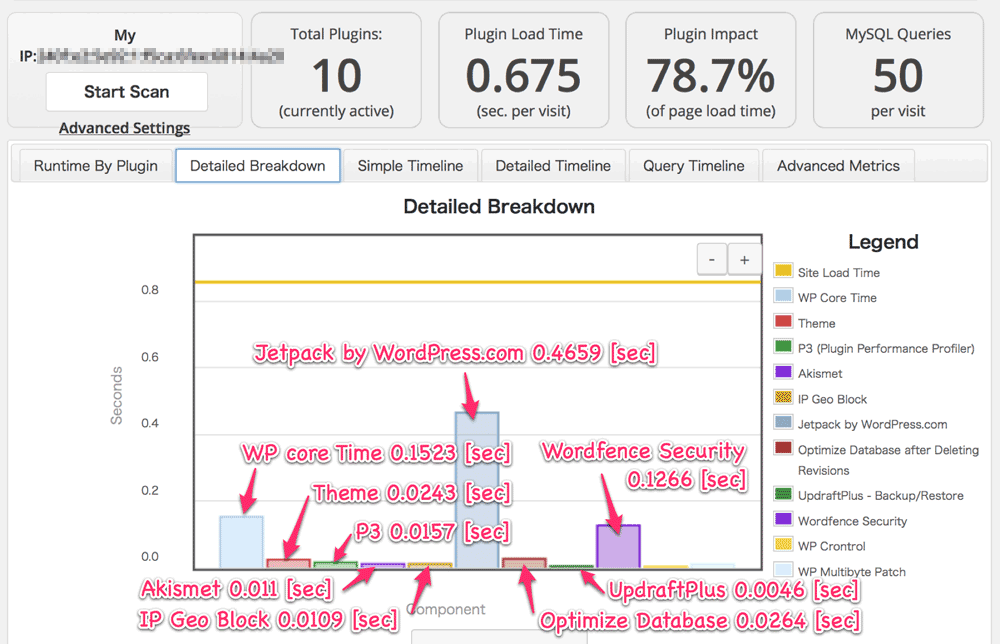 My
IP:
Start Scan
Advanced Settings
Total Plugins:
10
(currently active)
Plugin Load Time
0.675
(sec. per visit)
Plugin Impact
78.7%
(of page load time)
MySQL Queries
50
per visit
Runtime By Plugin
Detailed Breakdown
Simple Timeline
Detailed Timeline
Query Timeline
Advanced Metrics
Detailed Breakdown
-
+
Seconds
0.8
0.6
0.4
0.2
0.0
Jetpack by WordPress.com 0.4659 [sec]
WP core Time 0.1523 [sec]
Wordfence Security
0.1266 [sec]
Theme 0.0243 [sec]
P3 0.0157 [sec]
Akismet 0.011 [sec]
UpdraftPlus 0.0046 [sec]
IP Geo Block 0.0109 [sec]
Component
Optimize Database 0.0264 [sec]
Legend
Site Load Time
WP Core Time
Theme
P3 (Plugin Performance Profiler)
Akismet
IP Geo Block
Jetpack by WordPress.com
Optimize Database after Deleting
Revisions
UpdraftPlus - Backup/Restore
Wordfence Security
WP Crontrol
WP Multibyte Patch